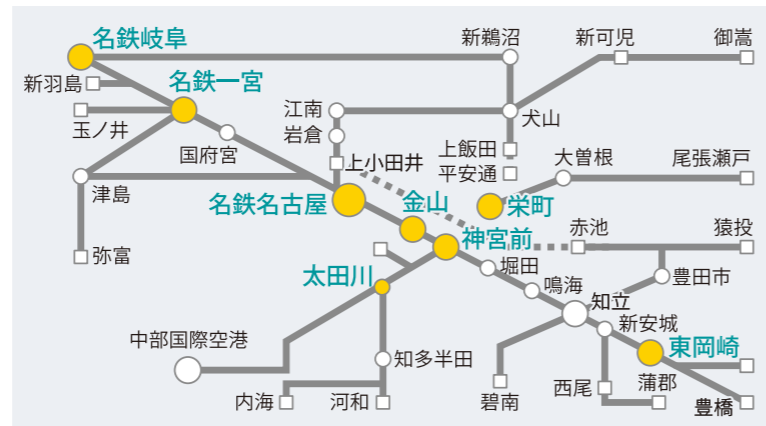 名鉄岐阜
新鵜沼
新可児
御嵩
新羽島
名鉄一宮
江南
犬山
玉ノ井
岩倉
国府宮
上小田井
上飯田
平安通
大曽根
尾張瀬戸
津島
名鉄名古屋
金山
栄町
赤池
猿投
弥富
神宮前
太田川
堀田
豊田市
鳴海
知立
中部国際空港
新安城
東岡崎
知多半田
内海
河和
碧南
西尾
蒲郡
豊橋